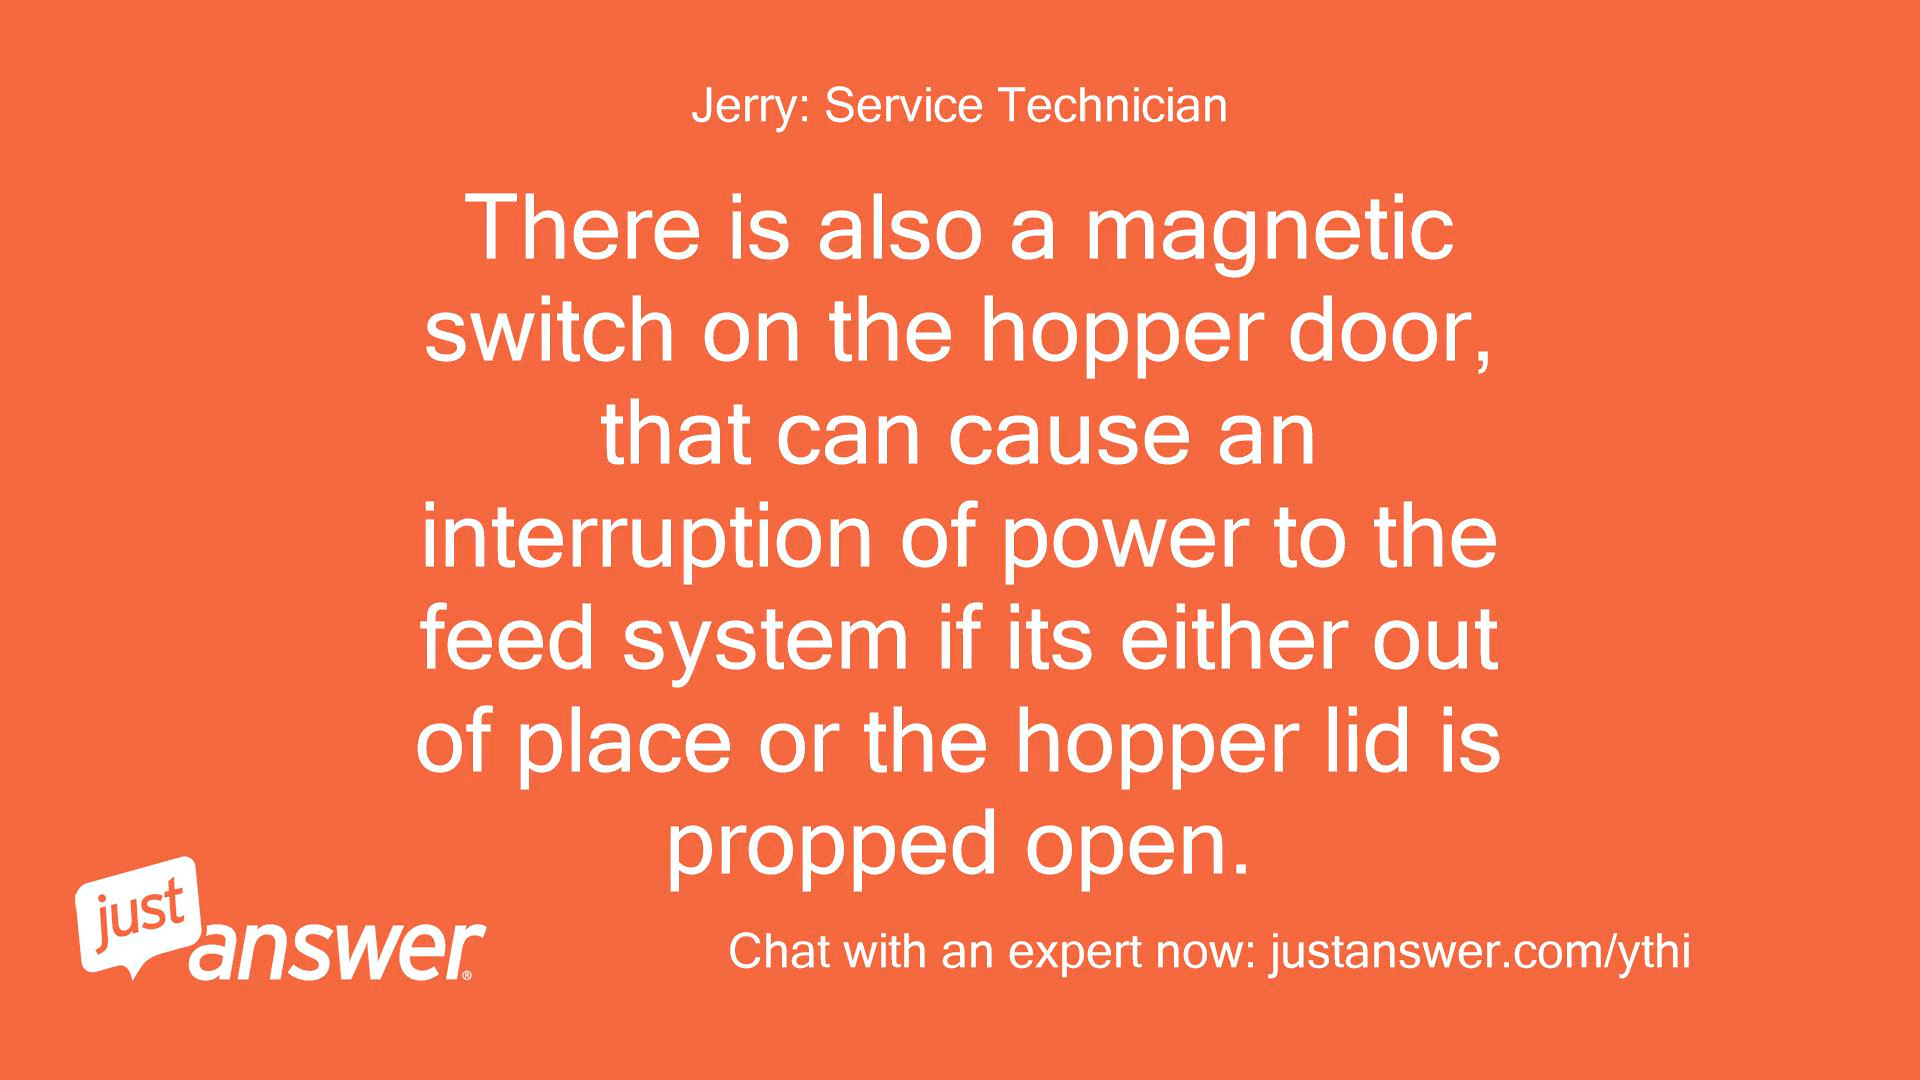 Jerry: Service Technician
There is also a magnetic
switch on the hopper door,
that can cause an
interruption of power to the
feed system if its either out
of place or the hopper lid is
propped open.
just
answer®
Chat with an expert now: justanswer.com/ythi